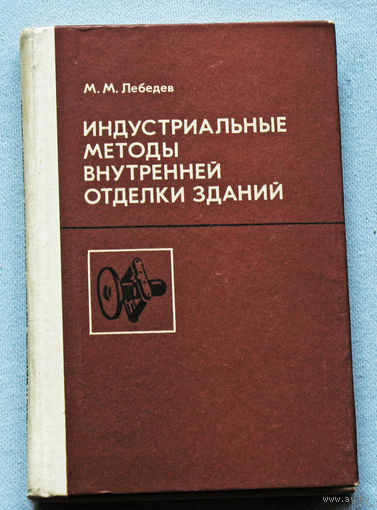 М. М. Лебедев
ИНДУСТРИАЛЬНЫЕ
МЕТОДЫ
ВНУТРЕННЕЙ
ОТДЕЛКИ ЗДАНИЙ